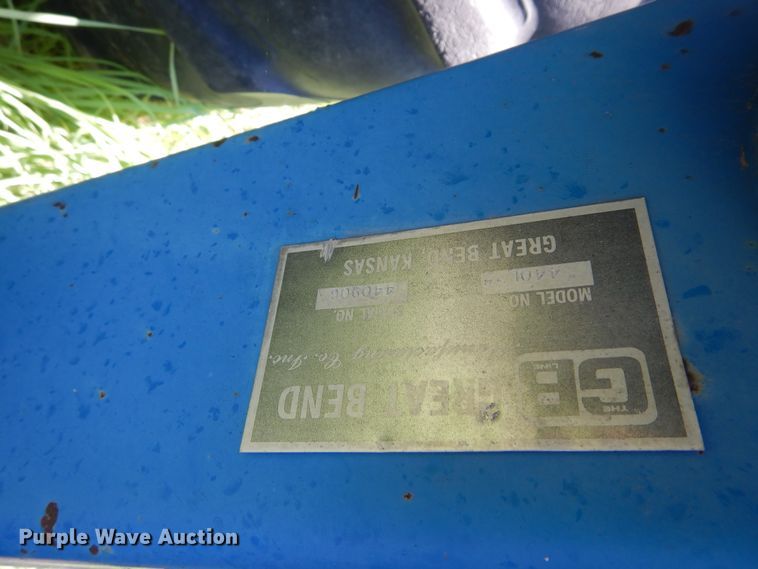 THE
GB
LINE
GREAT BEND
Manufacturing Co. Inc.
MODEL NO.
SERIAL NO.
440906
GREAT BEND, KANSAS
Purple Wave Auction